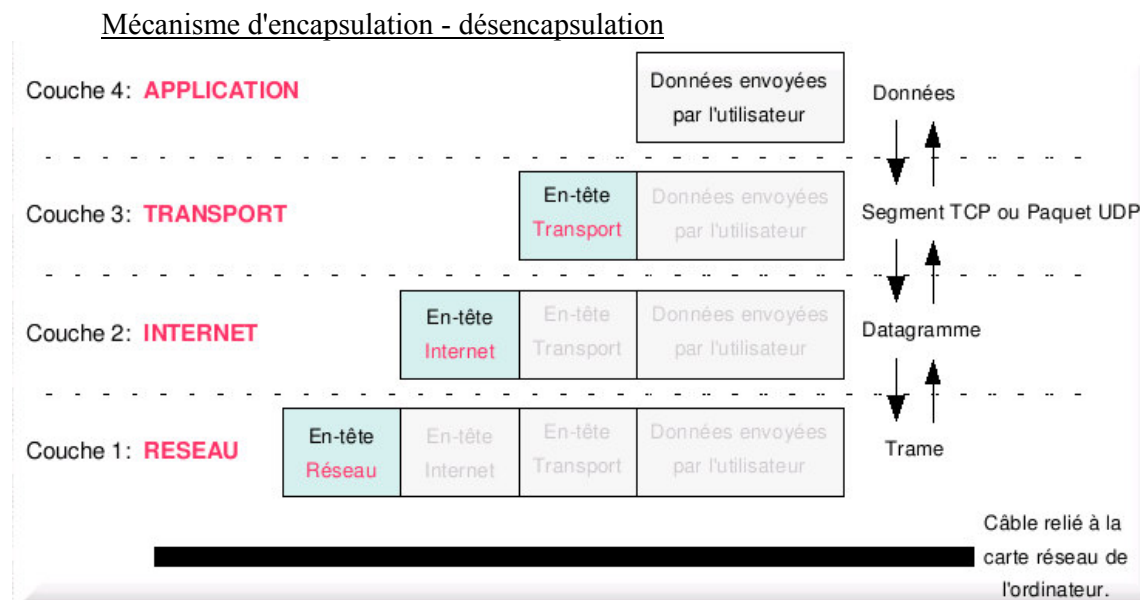 Mécanisme d'encapsulation - désencapsulation
Couche 4: APPLICATION
Données envoyées
par l'utilisateur
Données
Couche 3: TRANSPORT
En-tête
Transport
Données envoyées
par l'utilisateur
Segment TCP ou Paquet UDP
Couche 2: INTERNET
En-tête
Internet
En-tête
Transport
Données envoyées
par l'utilisateur
Datagramme
Couche 1: RESEAU
En-tête
Réseau
En-tête
Internet
En-tête
Transport
Données envoyées
par l'utilisateur
Trame
Câble relié à la
carte réseau de
l'ordinateur.